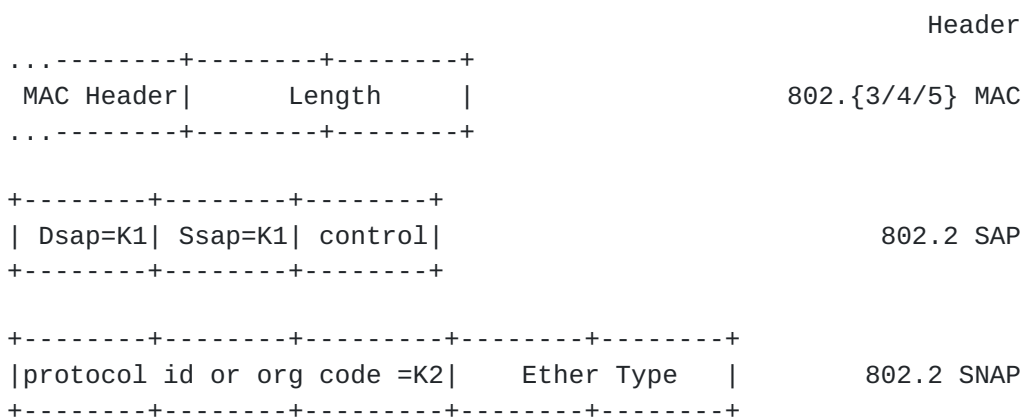 Header
...--------+--------+--------+
MAC Header|      Length     |                    802.{3/4/5} MAC
...--------+--------+--------+
+--------+--------+--------+
| Dsap=K1| Ssap=K1| control|                            802.2 SAP
+--------+--------+--------+
+--------+--------+---------+--------+--------+
|protocol id or org code =K2|    Ether Type   |        802.2 SNAP
+--------+--------+---------+--------+--------+